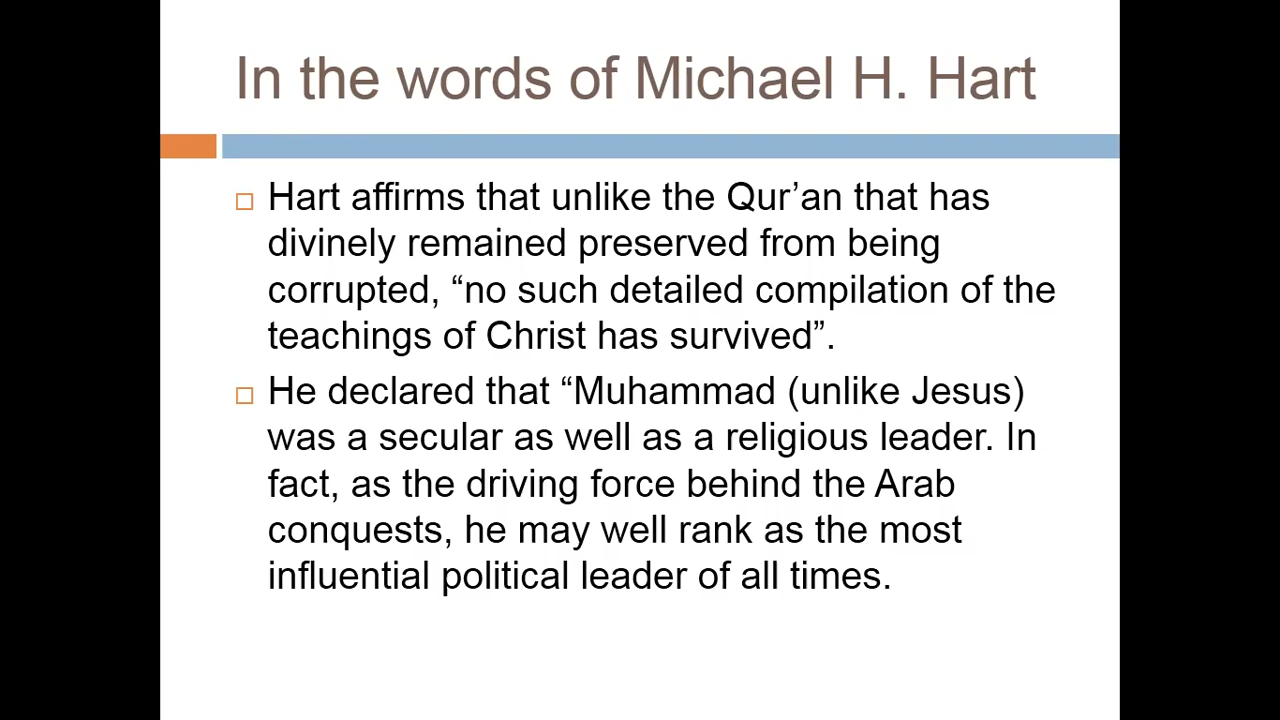 In the words of Michael H. Hart
Hart affirms that unlike the Qur’an that has
divinely remained preserved from being
corrupted, “no such detailed compilation of the
teachings of Christ has survived”.
He declared that “Muhammad (unlike Jesus)
was a secular as well as a religious leader. In
fact, as the driving force behind the Arab
conquests, he may well rank as the most
influential political leader of all times.